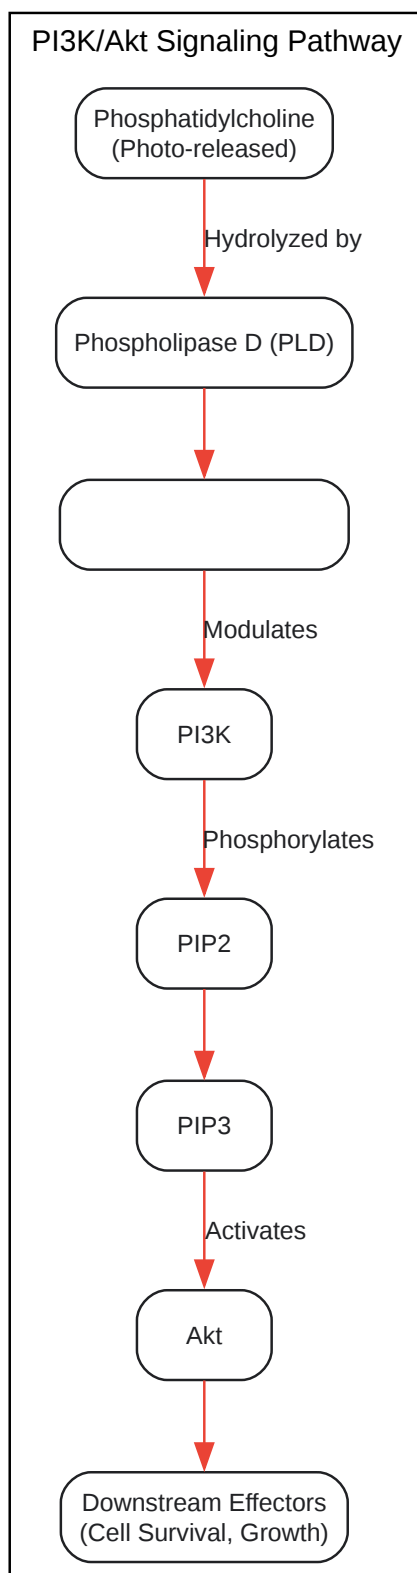 PI3K/Akt Signaling Pathway
Phosphatidylcholine
(Photo-released)
Hydrolyzed by
Phospholipase D (PLD)
Modulates
PI3K
Phosphorylates
PIP2
PIP3
Activates
Akt
Downstream Effectors
(Cell Survival, Growth)